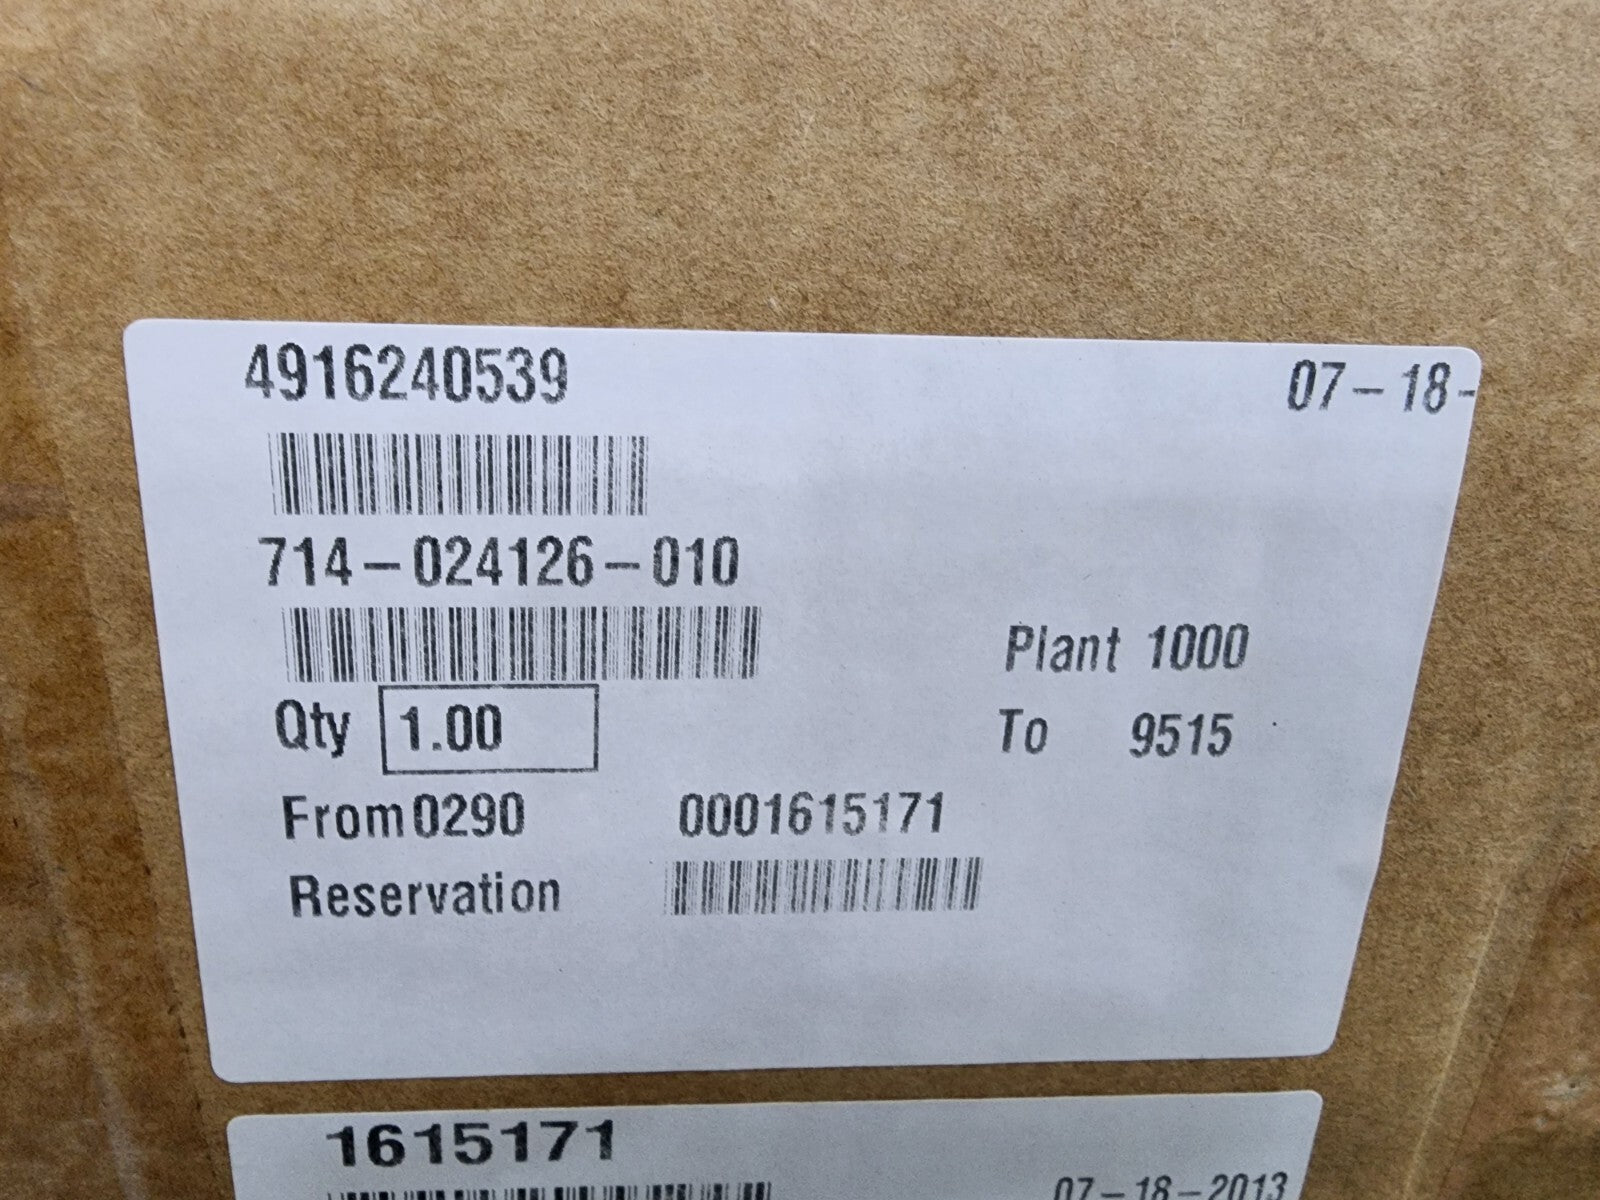 4916240539 07-18-
714-024126-010
Plant 1000
Qty 1.00 To 9515
From 0290 0001615171
Reservation
1615171
07-18-2013